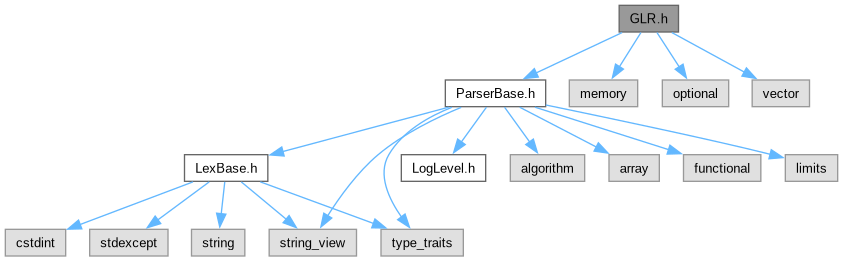 GLR.h
ParserBase.h
memory
optional
vector
LexBase.h
LogLevel.h
algorithm
array
functional
limits
cstdint
stdexcept
string
string_view
type_traits